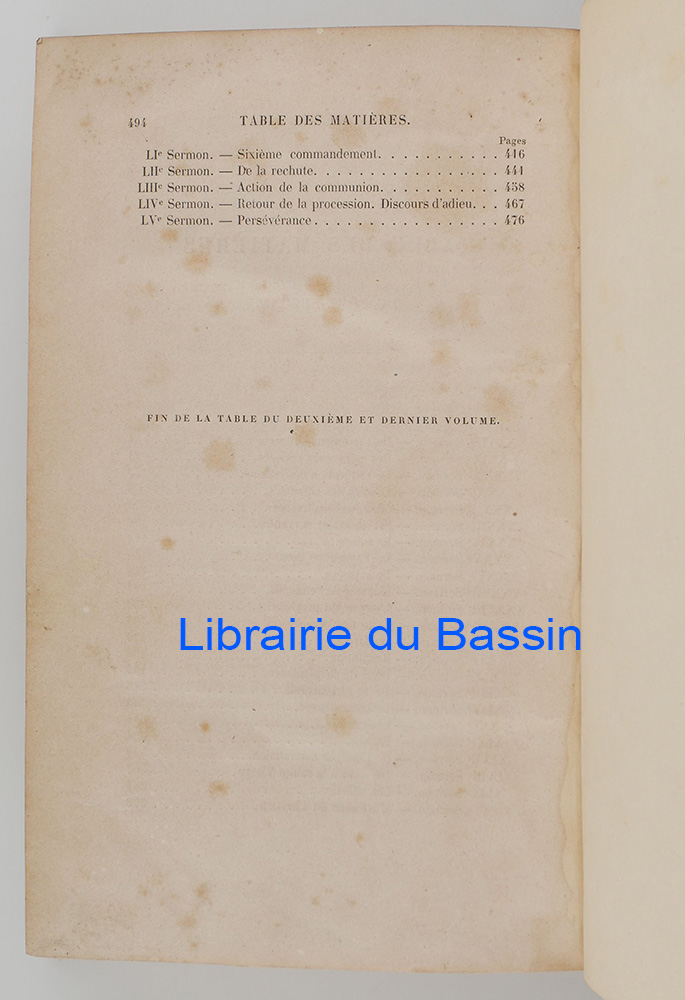 494 TABLE DES MATIÈRES.
Pages
LIe Sermon. — Sixième commandement. . . . . . . . . . . 416
LIIe Sermon. — De la rechute. . . . . . . . . . . . . . . . . 441
LIIIe Sermon. — Action de la communion. . . . . . . . . . . 458
LIVe Sermon. — Retour de la procession. Discours d'adieu. . . 467
LVe Sermon. — Persévérance . . . . . . . . . . . . . . . . . 476
FIN DE LA TABLE DU DEUXIÈME ET DERNIER VOLUME.
Librairie du Bassin